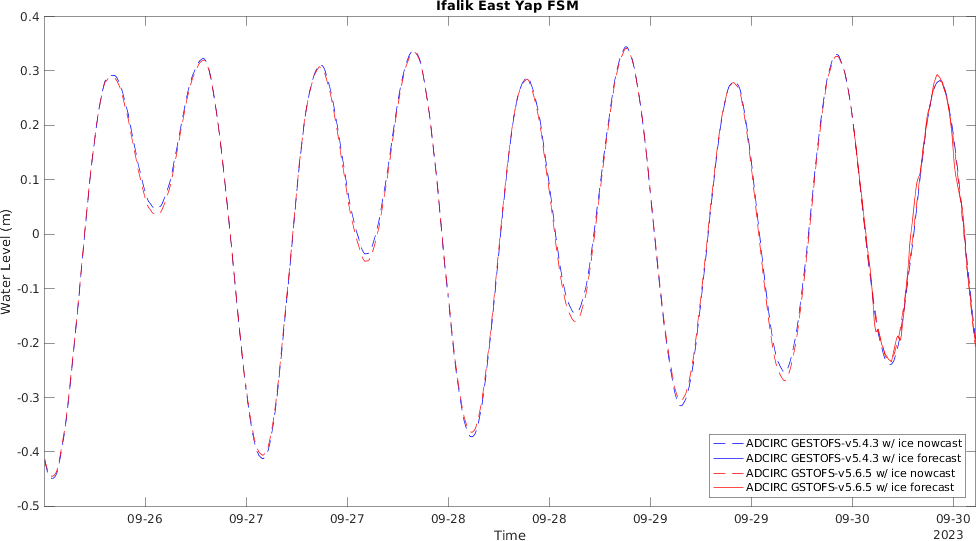 Ifalik East Yap FSM
0.4
0.3
0.2
0.1
0
-0.1
-0.2
-0.3
-0.4
-0.5
Water Level (m)
09-26
09-27
09-27
09-28
09-28
09-29
09-29
09-30
09-30
2023
Time
ADCIRC GESTOFS-v5.4.3 w/ ice nowcast
ADCIRC GESTOFS-v5.4.3 w/ ice forecast
ADCIRC GSTOFS-v5.6.5 w/ ice nowcast
ADCIRC GSTOFS-v5.6.5 w/ ice forecast